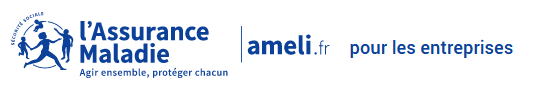 SÉCURITÉ SOCIALE
l'Assurance
Maladie
Agir ensemble, protéger chacun
ameli.fr
pour les entreprises